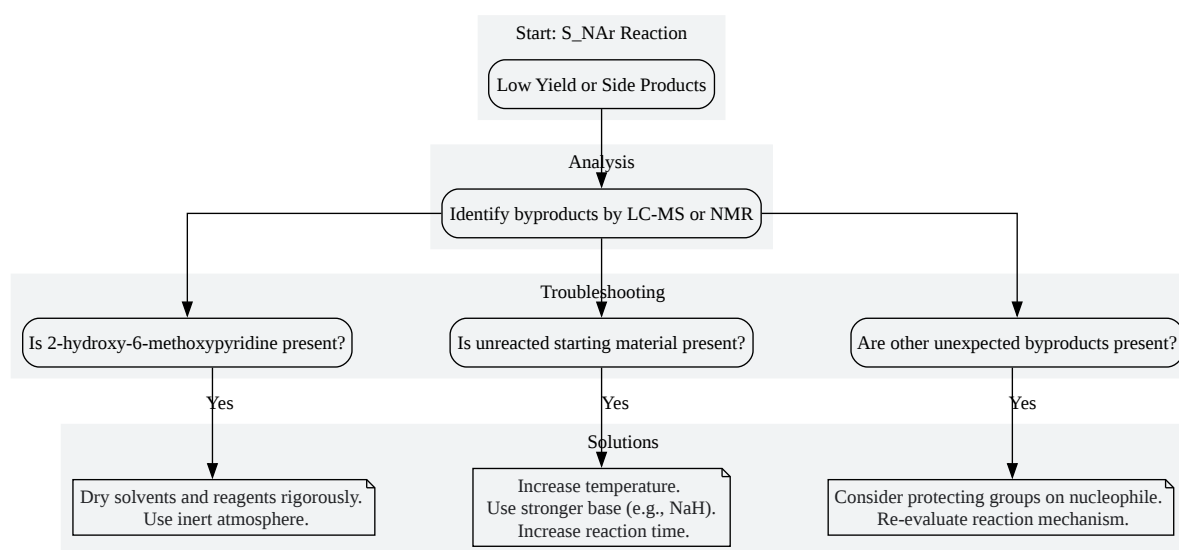 Start: S_NAr Reaction
Low Yield or Side Products
Analysis
Identify byproducts by LC-MS or NMR
Troubleshooting
Is 2-hydroxy-6-methoxypyridine present?
Is unreacted starting material present?
Are other unexpected byproducts present?
Yes
Yes
Yes
Solutions
Dry solvents and reagents rigorously.
Use inert atmosphere.
Increase temperature.
Use stronger base (e.g., NaH).
Increase reaction time.
Consider protecting groups on nucleophile.
Re-evaluate reaction mechanism.